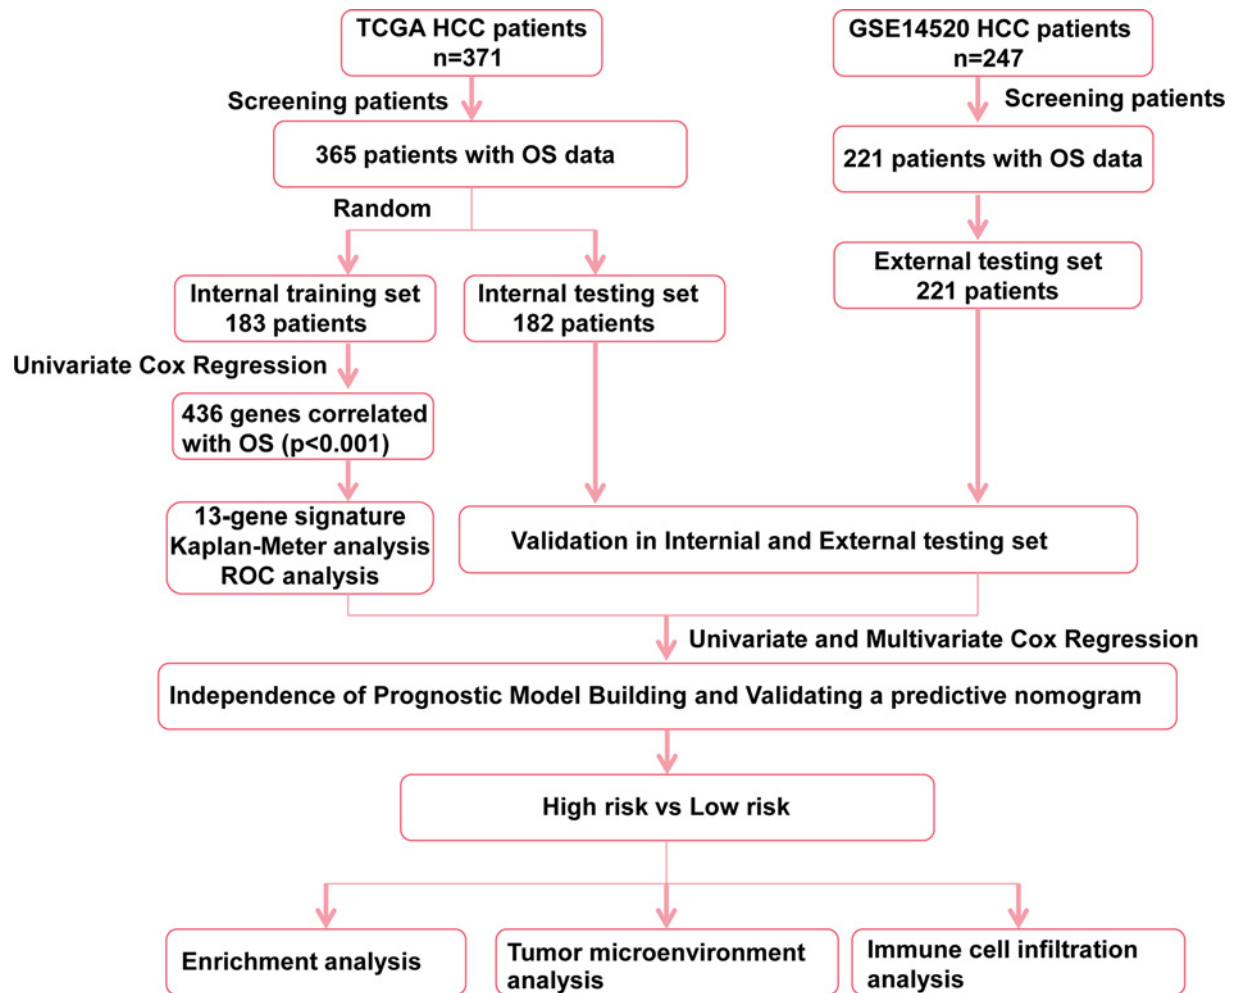 TCGA HCC patients
n=371
GSE14520 HCC patients
n=247
Screening patients
Screening patients
365 patients with OS data
221 patients with OS data
Random
External testing set
221 patients
Internal training set
183 patients
Internal testing set
182 patients
Univariate Cox Regression
436 genes correlated
with OS (p<0.001)
13-gene signature
Kaplan-Meter analysis
ROC analysis
Validation in Internial and External testing set
Univariate and Multivariate Cox Regression
Independence of Prognostic Model Building and Validating a predictive nomogram
High risk vs Low risk
Enrichment analysis
Tumor microenvironment
analysis
Immune cell infiltration
analysis